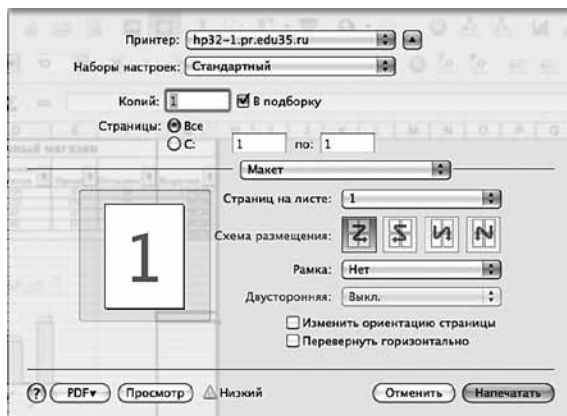 Принтер: hp32-1.pr.edu35.ru
Наборы настроек: Стандартный
Копий: 1 В подборку
Страницы: Все
С: 1 по: 1
Макет
Страниц на листе: 1
1
Схема размещения:
Рамка: Нет
Двусторонняя: Выкл.
Изменить ориентацию страницы
Перевернуть горизонтально
? PDF▾ Просмотр Низкий Отменить Напечатать